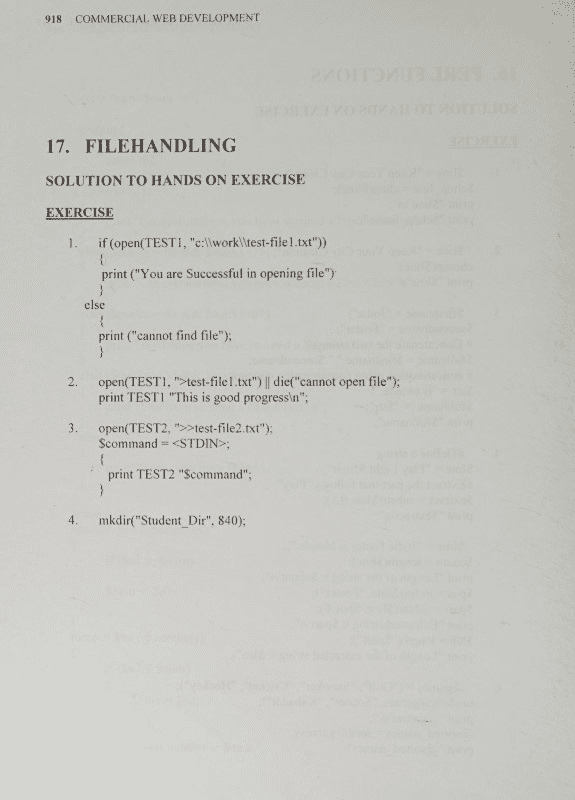 918 COMMERCIAL WEB DEVELOPMENT
17. FILEHANDLING
SOLUTION TO HANDS ON EXERCISE
EXERCISE
1. if (open(TEST1, "c:\\work\\test-file1.txt"))
{
print ("You are Successful in opening file")
}
else
{
print ("cannot find file");
}
2. open(TEST1, ">test-file1.txt") || die("cannot open file");
print TEST1 "This is good progress\n";
3. open(TEST2, ">>test-file2.txt");
$command = <STDIN>;
{
print TEST2 "$command";
}
4. mkdir("Student_Dir", 840);